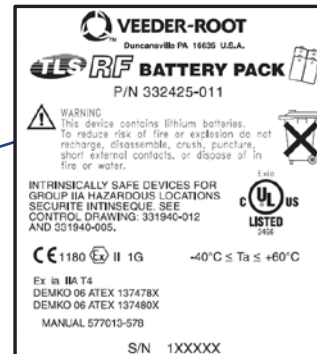 VEEDER-ROOT
Duncansville PA 16635 U.S.A.
TLS RF BATTERY PACK
P/N 332425-011
WARNING
This device contains lithium batteries.
To reduce risk of fire or explosion do not
recharge, disassemble, crush, puncture,
short external contacts, or dispose of in
fire or water.
Exia
INTRINSICALLY SAFE DEVICES FOR
GROUP IIA HAZARDOUS LOCATIONS
SECURITE INTINSEQUE. SEE
CONTROL DRAWING: 331940-012
AND 331940-005.
C UL US
LISTED
24G6
CE 1180 Ex II 1G
-40°C ≤ Ta ≤ +60°C
Ex ia IIA T4
DEMKO 06 ATEX 137478X
DEMKO 06 ATEX 137480X
MANUAL 577013-578
S/N 1XXXXX